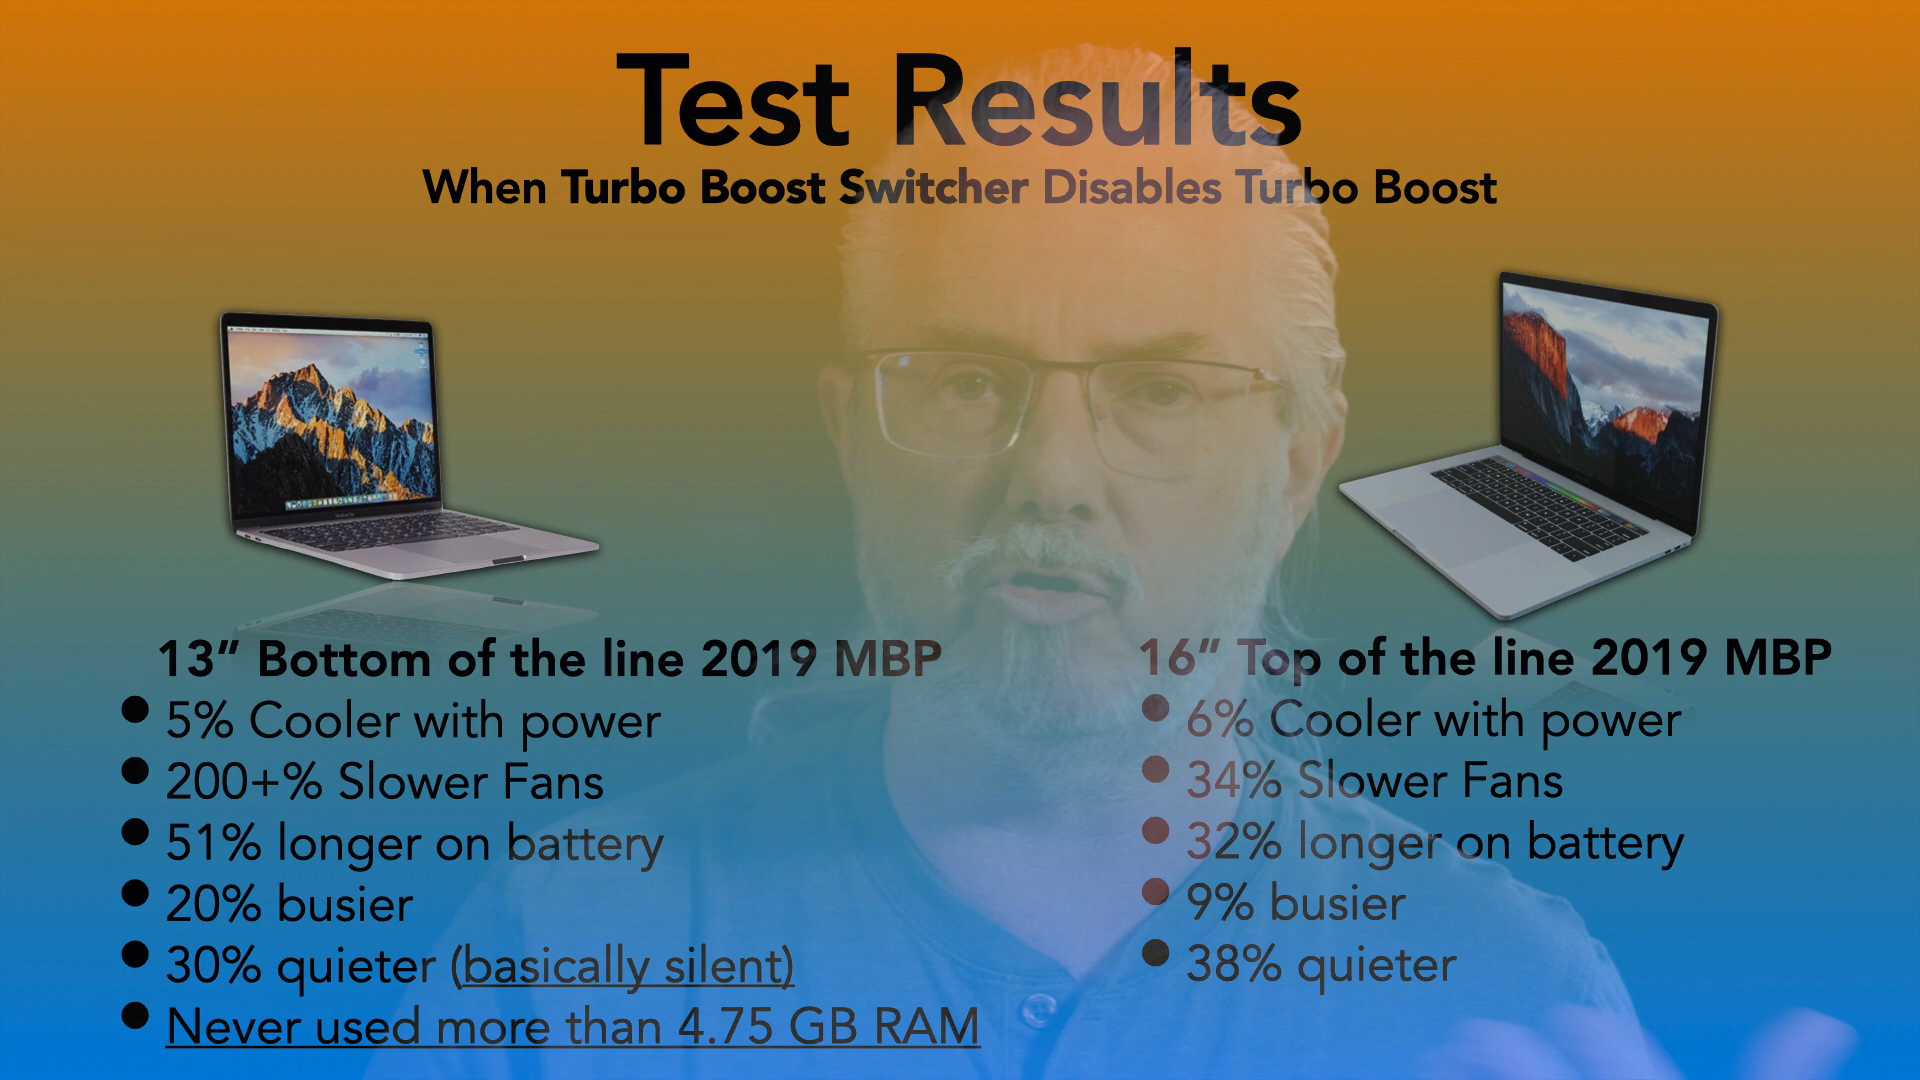 Test Results
When Turbo Boost Switcher Disables Turbo Boost
13” Bottom of the line 2019 MBP
• 5% Cooler with power
• 200+% Slower Fans
• 51% longer on battery
• 20% busier
• 30% quieter (basically silent)
• Never used more than 4.75 GB RAM
16” Top of the line 2019 MBP
• 6% Cooler with power
• 34% Slower Fans
• 32% longer on battery
• 9% busier
• 38% quieter